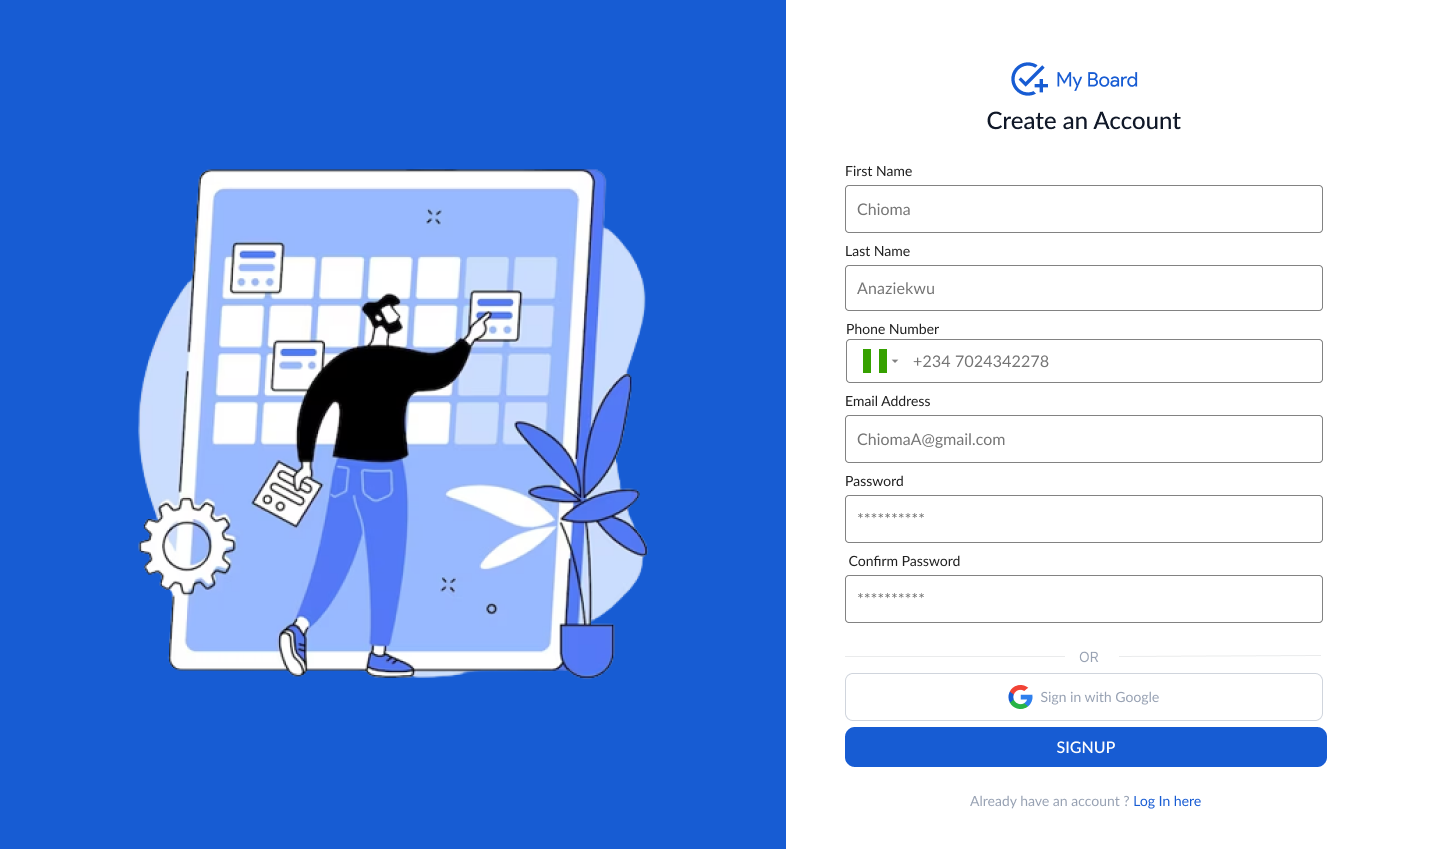 My Board
Create an Account
First Name
Chioma
Last Name
Anaziekwu
Phone Number
+234 7024342278
Email Address
ChiomaA@gmail.com
Password
**********
Confirm Password
**********
OR
Sign in with Google
SIGNUP
Already have an account ? Log In here